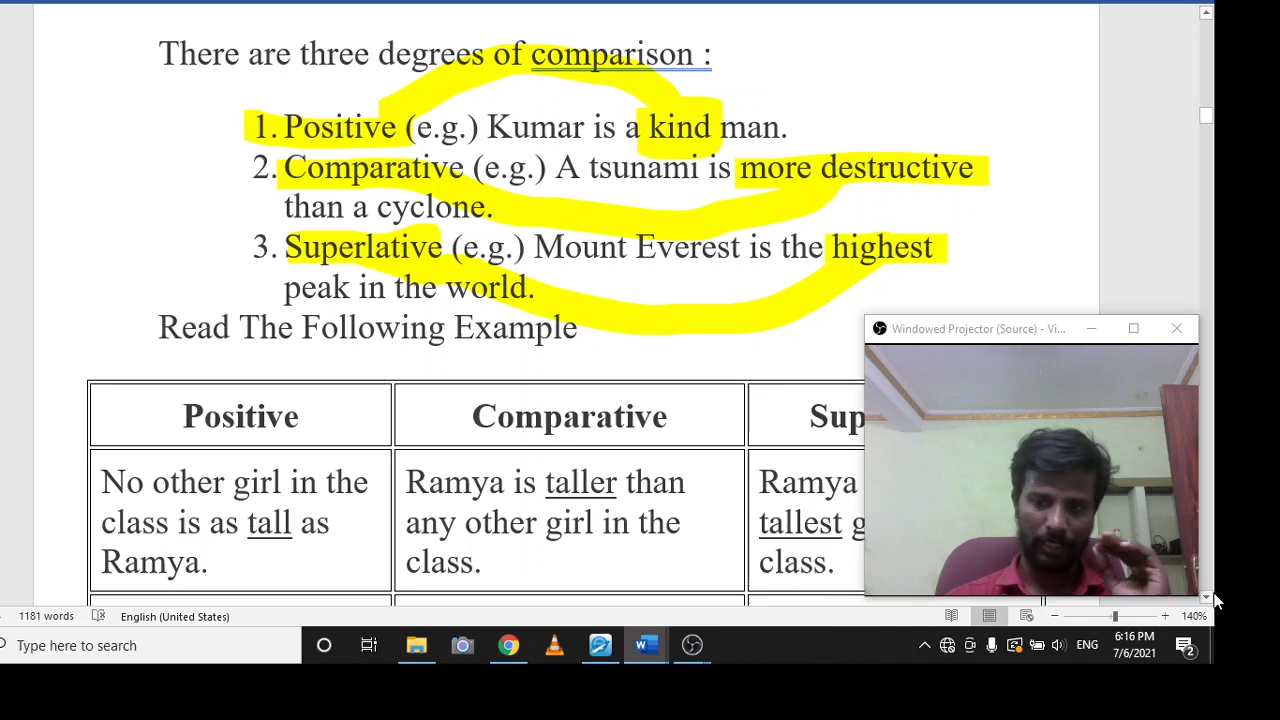 There are three degrees of comparison :
1. Positive (e.g.) Kumar is a kind man.
2. Comparative (e.g.) A tsunami is more destructive
than a cyclone.
3. Superlative (e.g.) Mount Everest is the highest
peak in the world.
Read The Following Example
Windowed Projector (Source) - Vi...
Positive
Comparative
Sup
No other girl in the
class is as tall as
Ramya.
Ramya is taller than
any other girl in the
class.
Ramya
tallest g
class.
1181 words
English (United States)
140%
Type here to search
ENG
6:16 PM
7/6/2021
2